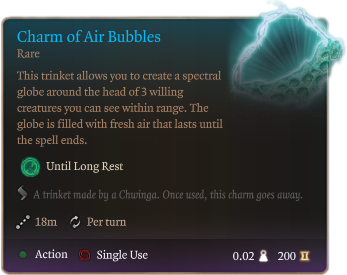 Charm of Air Bubbles
Rare
This trinket allows you to create a spectral
globe around the head of 3 willing
creatures you can see within range. The
globe is filled with fresh air that lasts until
the spell ends.
Until Long Rest
A trinket made by a Chwinga. Once used, this charm goes away.
18m Per turn
Action Single Use 0.02 200